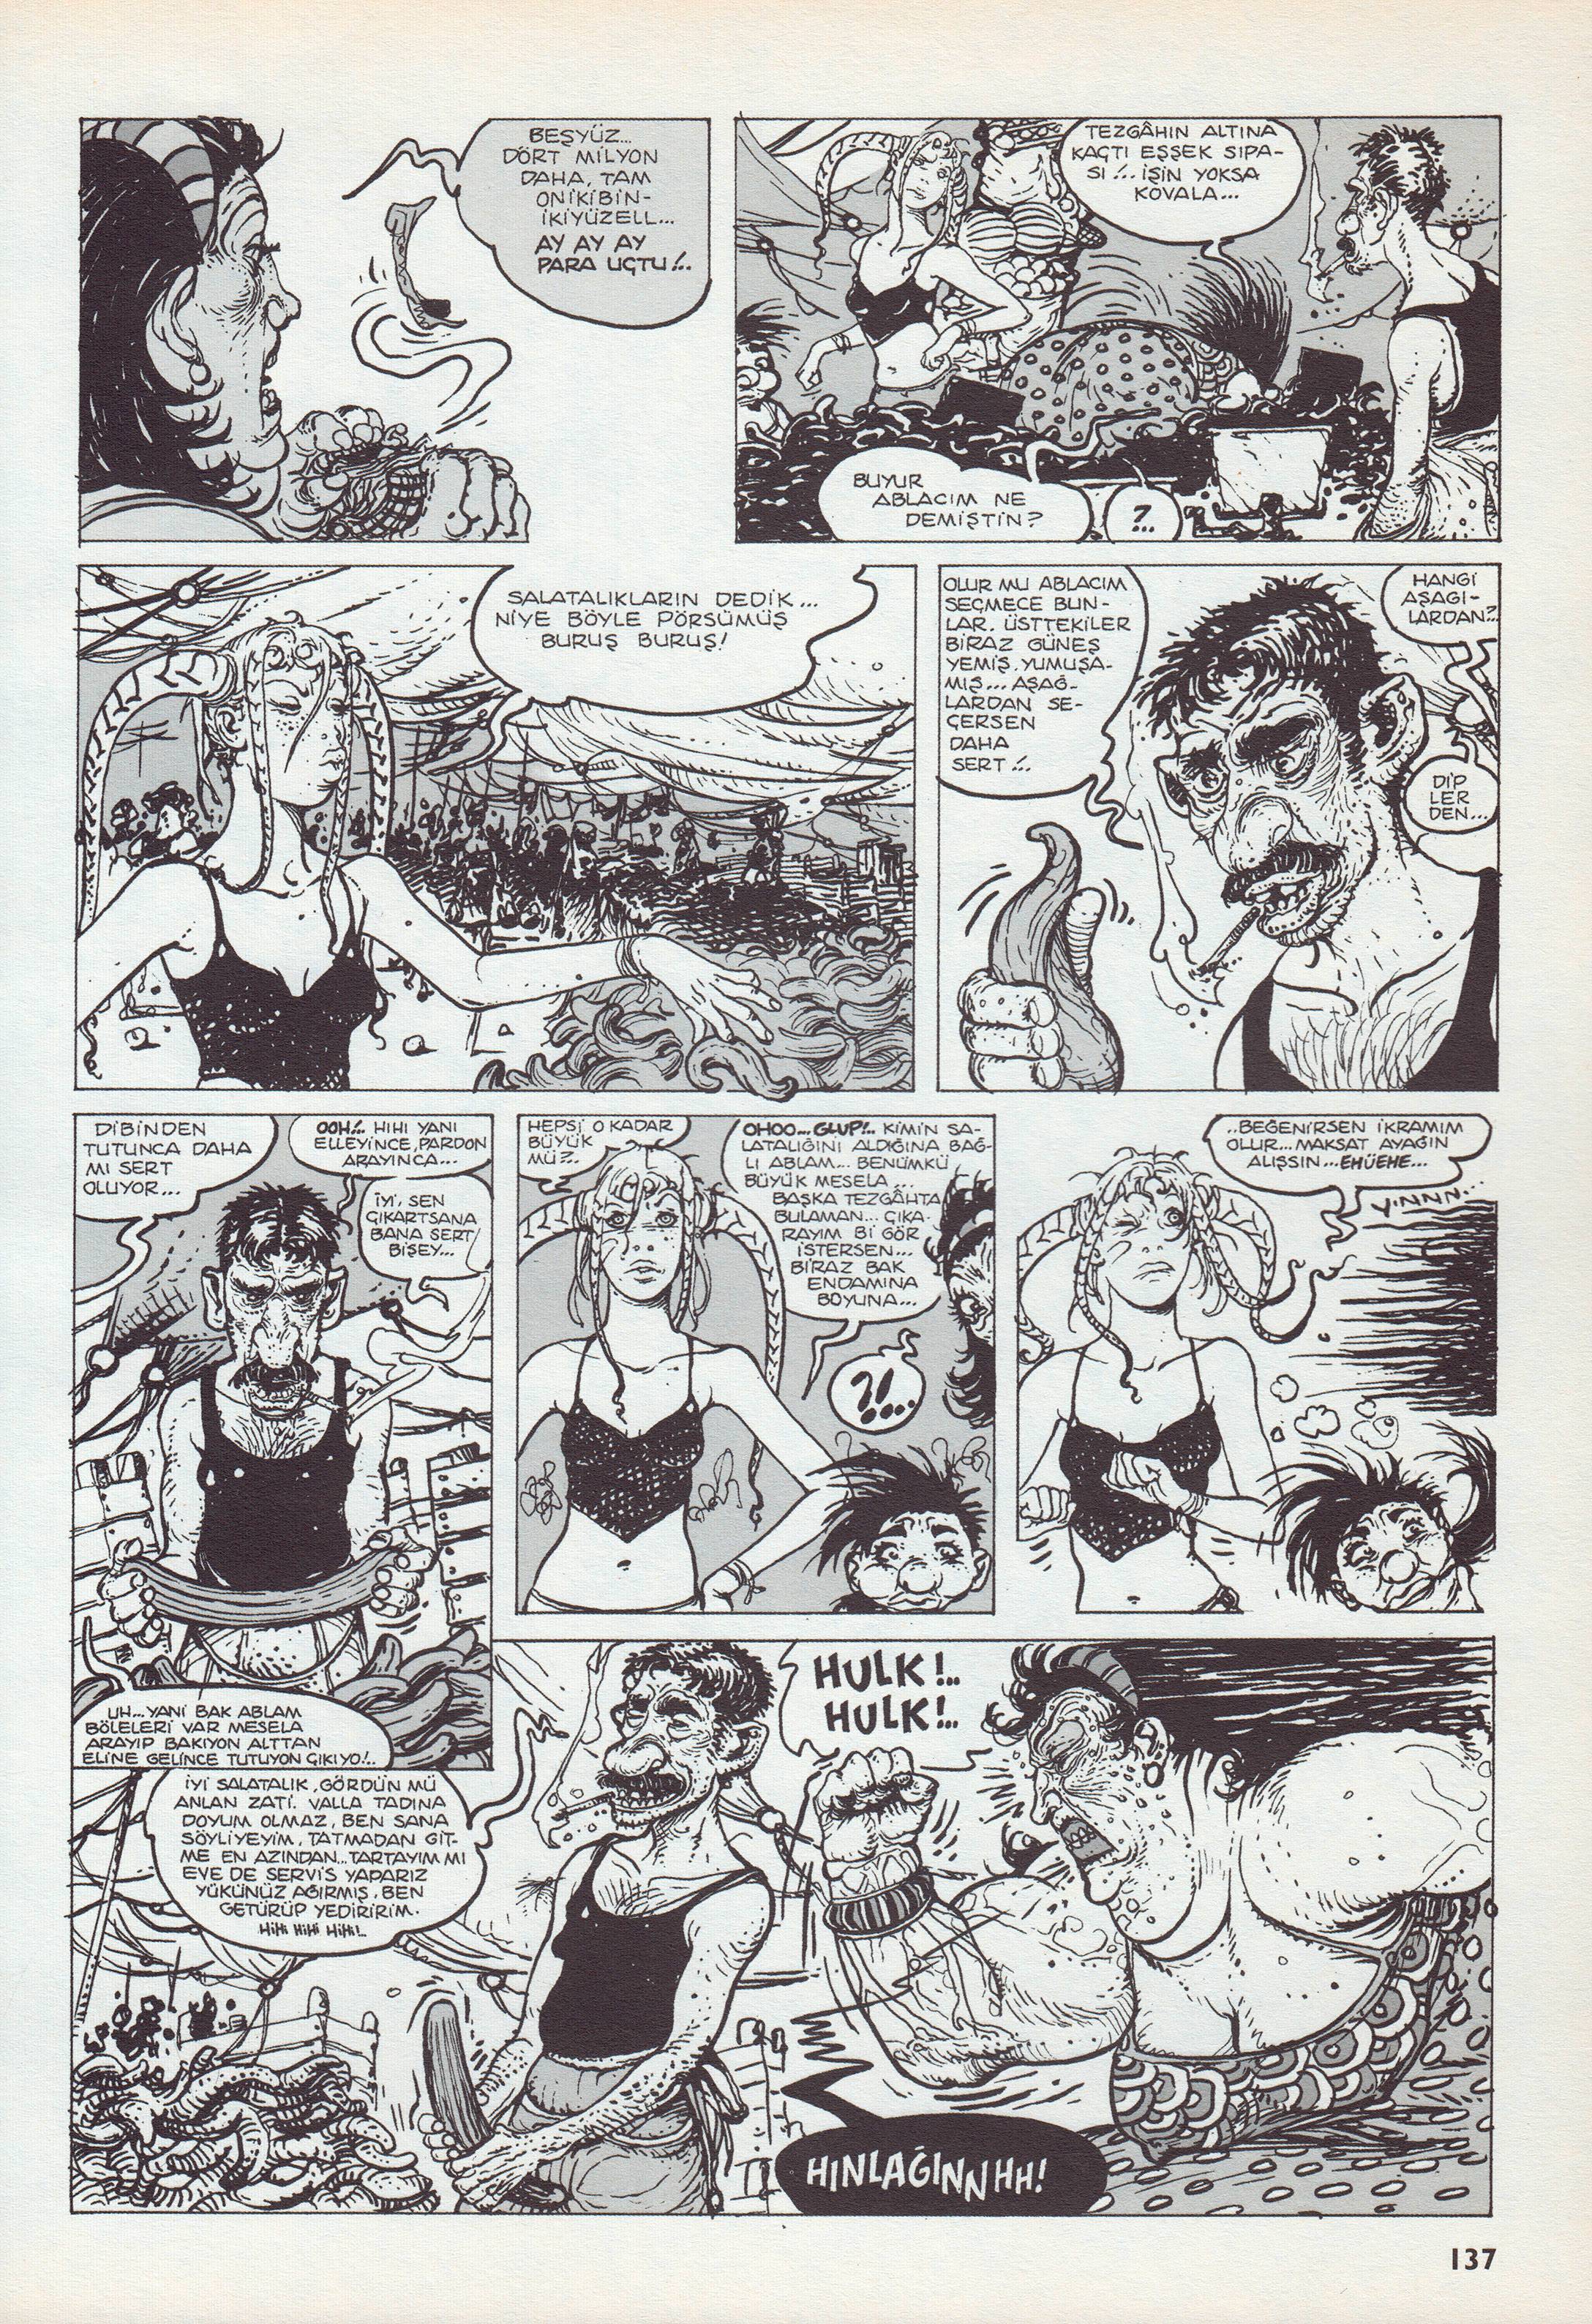 BEŞYÜZ...
DÖRT MİLYON
DAHA, TAM
ONİKİBİN-
İKİYÜZELL...
AY AY AY
PARA UÇTU!..
TEZGÂHIN ALTINA
KAÇTI EŞŞEK SIPA-
SI!.. İŞİN YOKSA
KOVALA...
BUYUR
ABLACIM NE
DEMİŞTİN?
?..
SALATALIKLARIN DEDİK...
NİYE BÖYLE PÖRSÜMÜŞ
BURUŞ BURUŞ!
OLUR MU ABLACIM
SEÇMECE BUN-
LAR. ÜSTTEKİLER
BİRAZ GÜNEŞ
YEMİŞ. YUMUŞA-
MIŞ... AŞAĞ-
LARDAN SE-
ÇERSEN
DAHA
SERT!..
HANGİ
AŞAGI-
LARDAN?..
DİP
LER
DEN...
DİBİNDEN
TUTUNCA DAHA
MI SERT
OLUYOR...
OOH!.. HIHI YANI
ELLEYİNCE, PARDON
ARAYINCA...
İYİ, SEN
ÇIKARTSANA
BANA SERT
BİŞEY...
UH... YANİ BAK ABLAM
BÖLELERİ VAR MESELA
ARAYIP BAKIYON ALTTAN
ELİNE GELİNCE TUTUYON ÇIKIYO!..
HEPSİ O KADAR
BÜYÜK
MÜ?..
OHOO... GLUP!.. KİMİN SA-
LATALIĞINI ALDIĞINA BAĞ-
LI ABLAM... BENÜMKÜ
BÜYÜK MESELA...
BAŞKA TEZGÂHTA
BULAMAN... ÇIKA-
RAYIM Bİ GÖR
İSTERSEN...
BİRAZ BAK
ENDAMINA
BOYUNA...
?!...
..BEĞENİRSEN İKRAMIM
OLUR... MAKSAT AYAĞIN
ALIŞSIN... EHÜEHE...
YINNN...
İYİ SALATALIK, GÖRDÜN MÜ
ANLAN ZATİ. VALLA TADINA
DOYUM OLMAZ, BEN SANA
SÖYLİYEYİM, TATMADAN GİT-
ME EN AZINDAN... TARTAYIM MI
EVE DE SERVİS YAPARIZ
YÜKÜNÜZ AĞIRMIŞ. BEN
GETÜRÜP YEDİRİRİM.
HİHİ HİHİ HİHİ!..
HULK!..
HULK!..
HINLAĞINNHH!
137